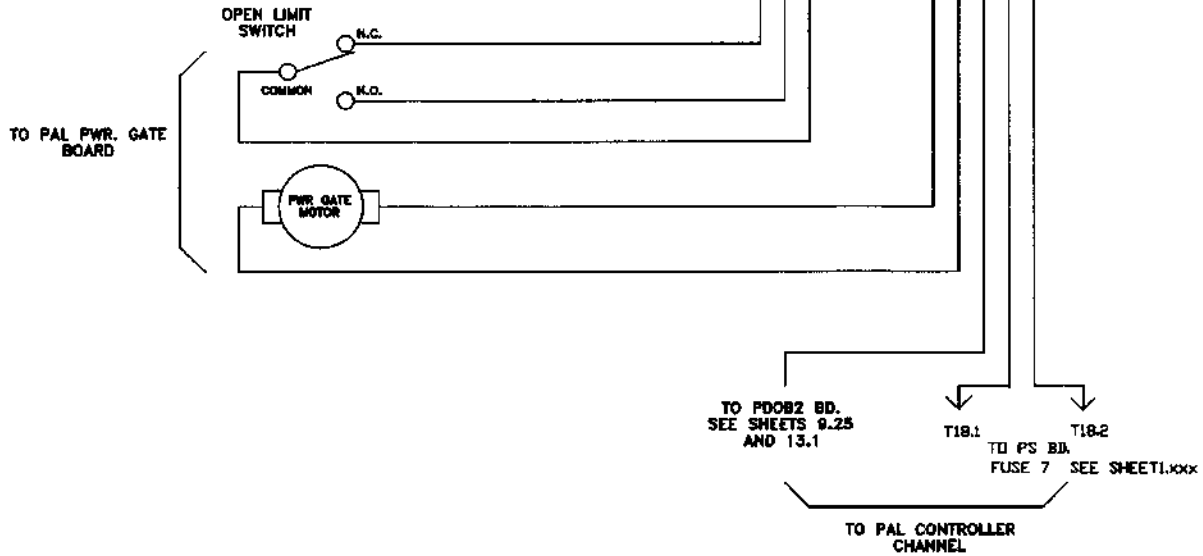 OPEN LIMIT
SWITCH
N.C.
COMMON
N.O.
TO PAL PWR. GATE
BOARD
PWR GATE
MOTOR
TO PDOB2 BD.
SEE SHEETS 9.25
AND 13.1
T18.1
T18.2
TO PS BD.
FUSE 7 SEE SHEET1.xxx
TO PAL CONTROLLER
CHANNEL